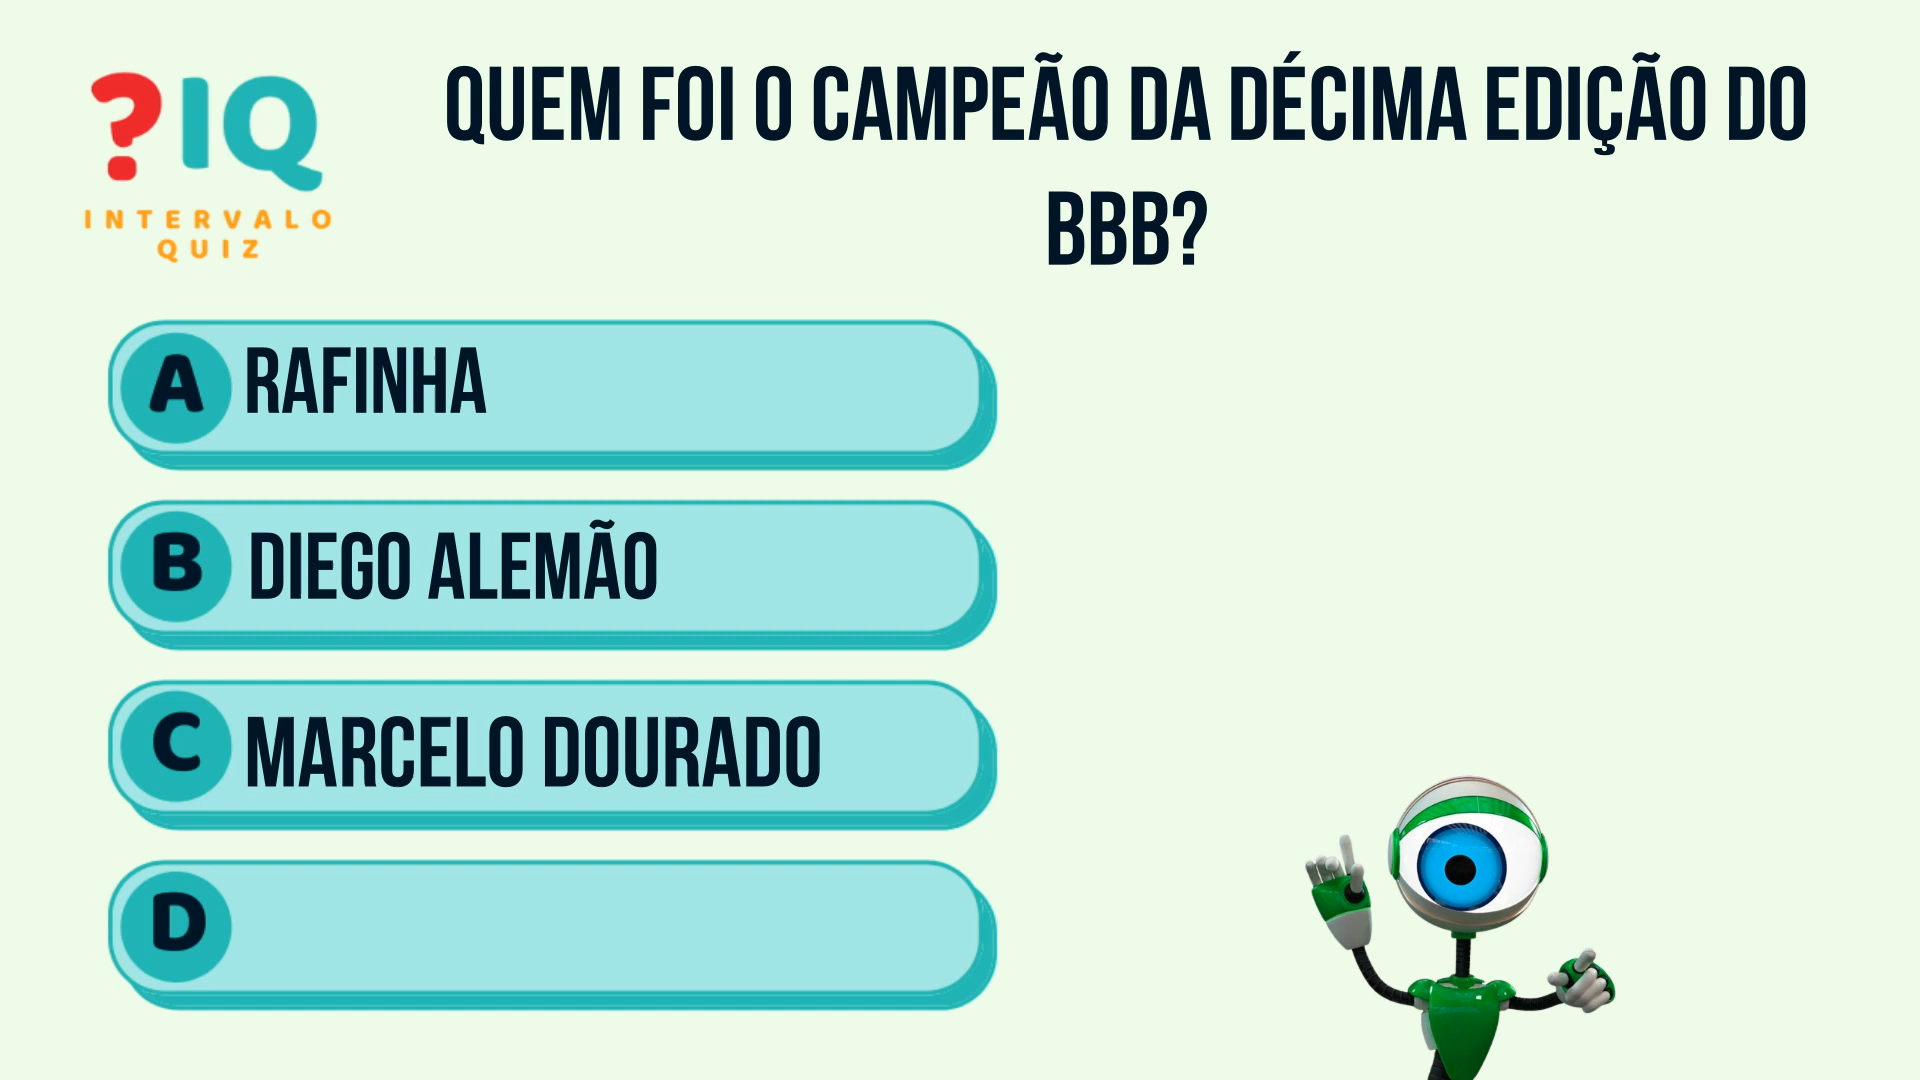 ?IQ
INTERVALO
QUIZ
QUEM FOI O CAMPEÃO DA DÉCIMA EDIÇÃO DO
BBB?
A RAFINHA
B DIEGO ALEMÃO
C MARCELO DOURADO
D